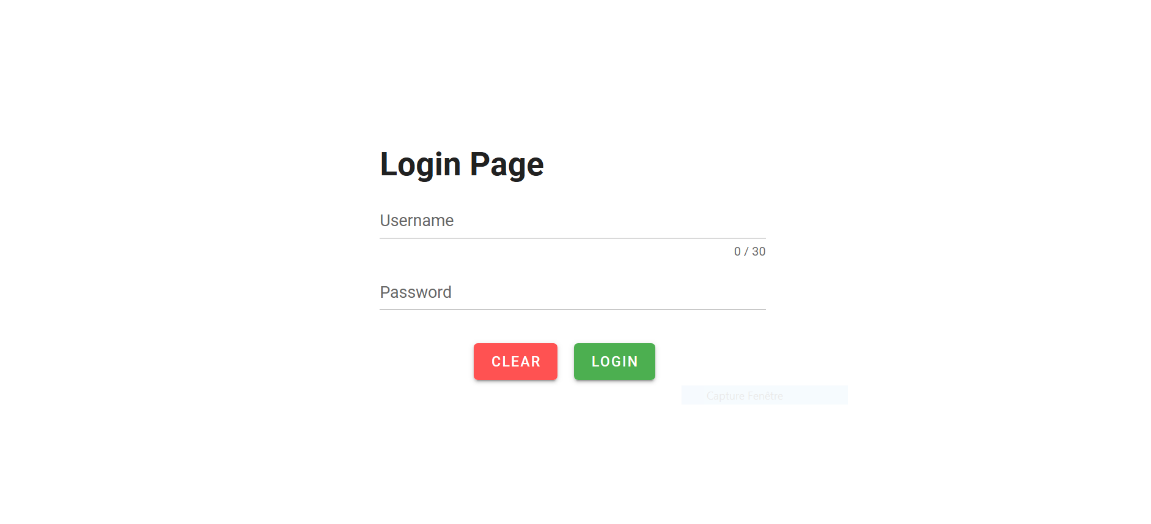 Login Page
Username
0 / 30
Password
CLEAR LOGIN
Capture Fenêtre